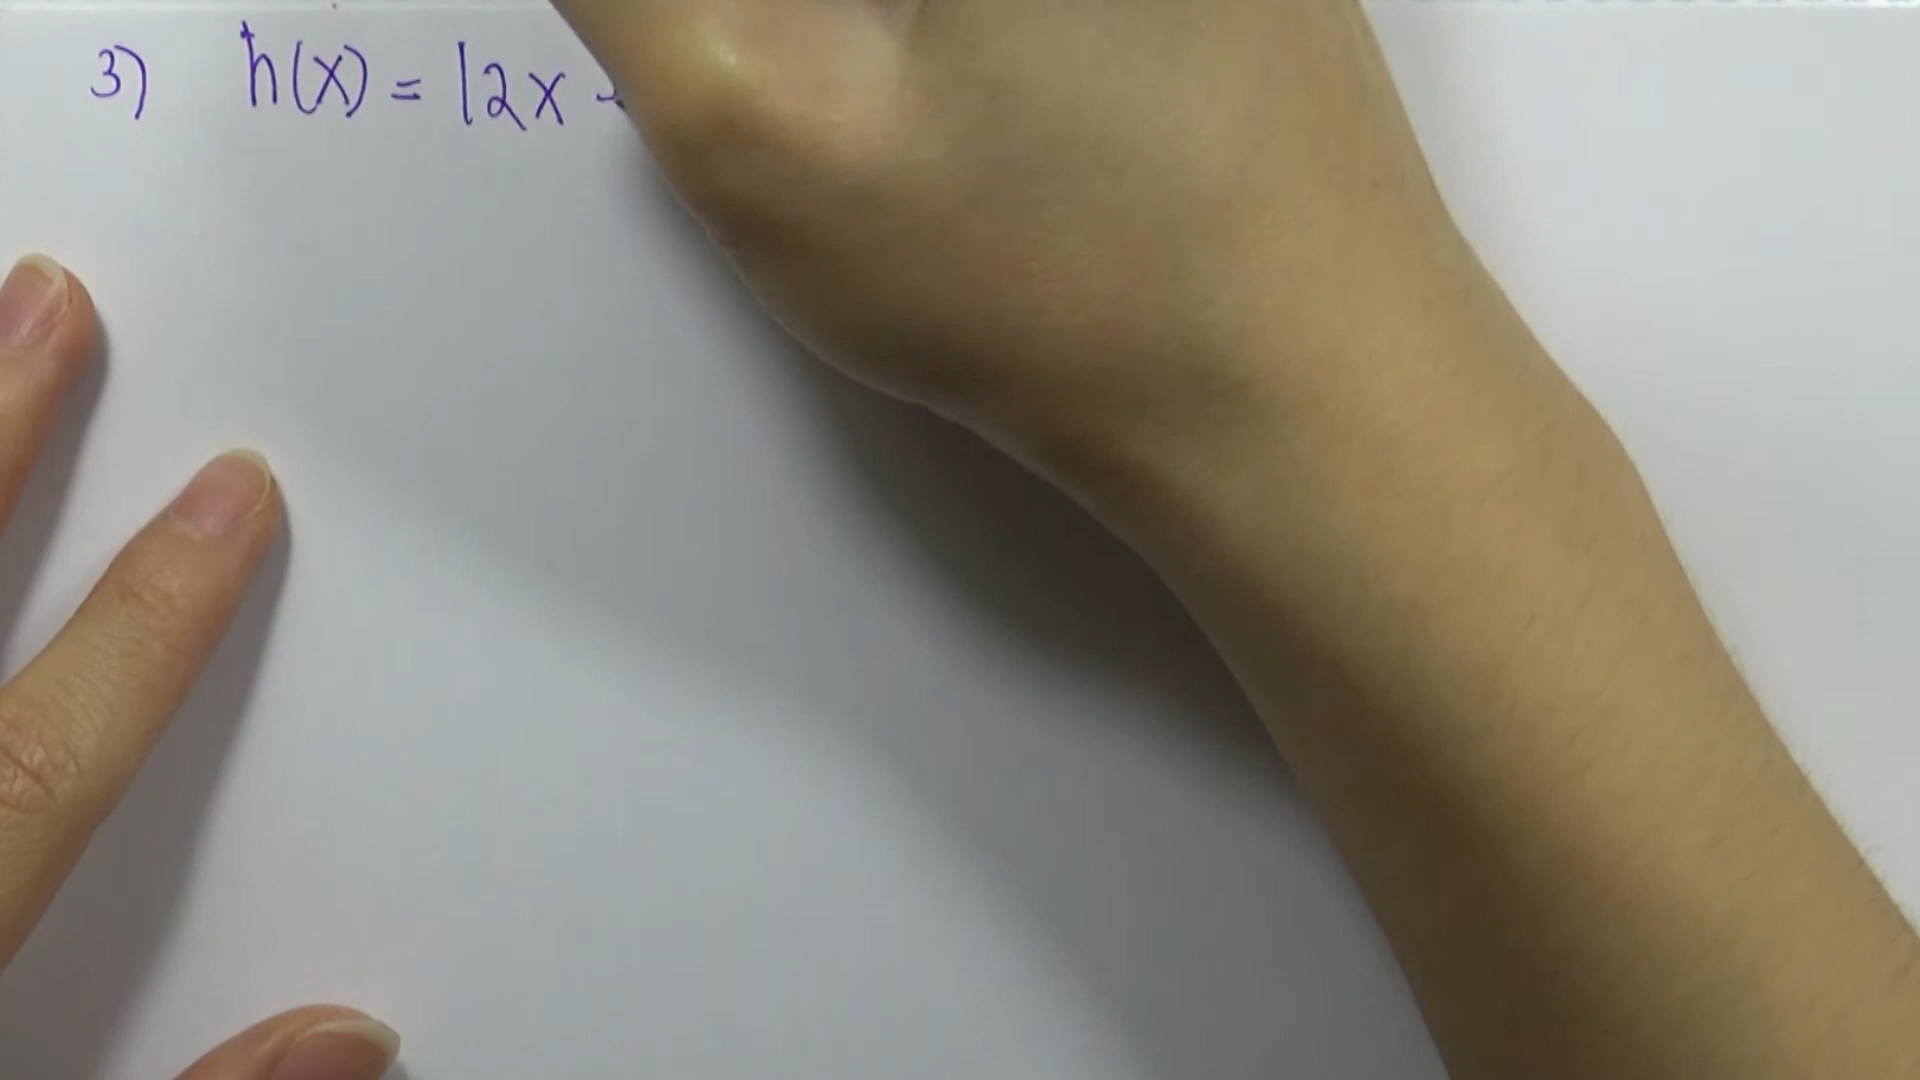 3) h(x) = 12x -